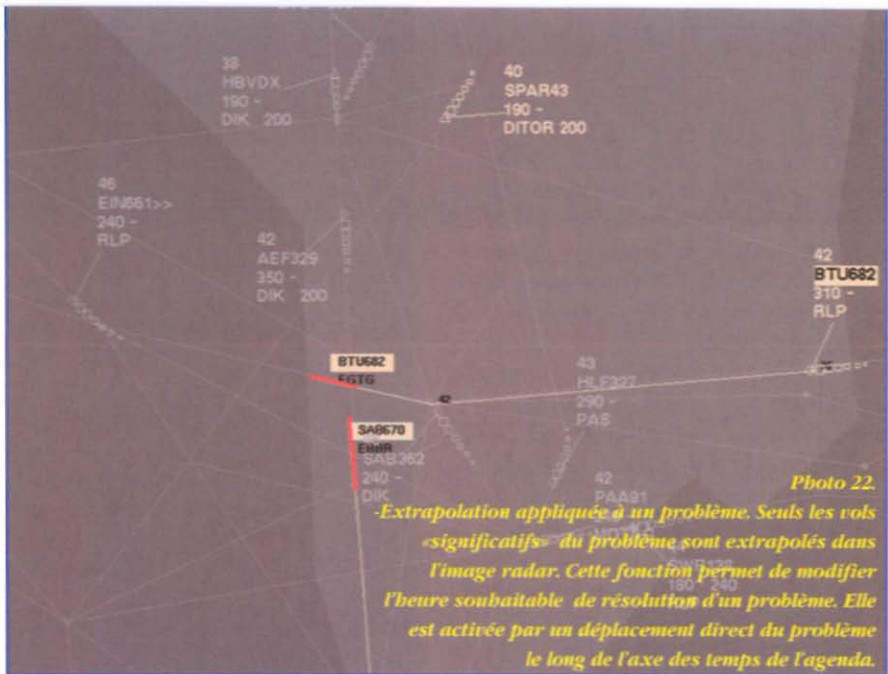 38
HBVDX
190 -
DIK 200
40
SPAR43
190 -
DITOR 200
46
EIN661>>
240 -
RLP
42
AEF329
350 -
DIK 200
42
BTU682
310 -
RLP
BTU682
EGTG
42
43
HLF327
290 -
PAS
SAB670
SAB362
240 -
DIK
42
PAA91
180 240
Photo 22.
-Extrapolation appliquée à un problème. Seuls les vols
«significatifs» du problème sont extrapolés dans
l'image radar. Cette fonction permet de modifier
l'heure souhaitable de résolution d'un problème. Elle
est activée par un déplacement direct du problème
le long de l'axe des temps de l'agenda.